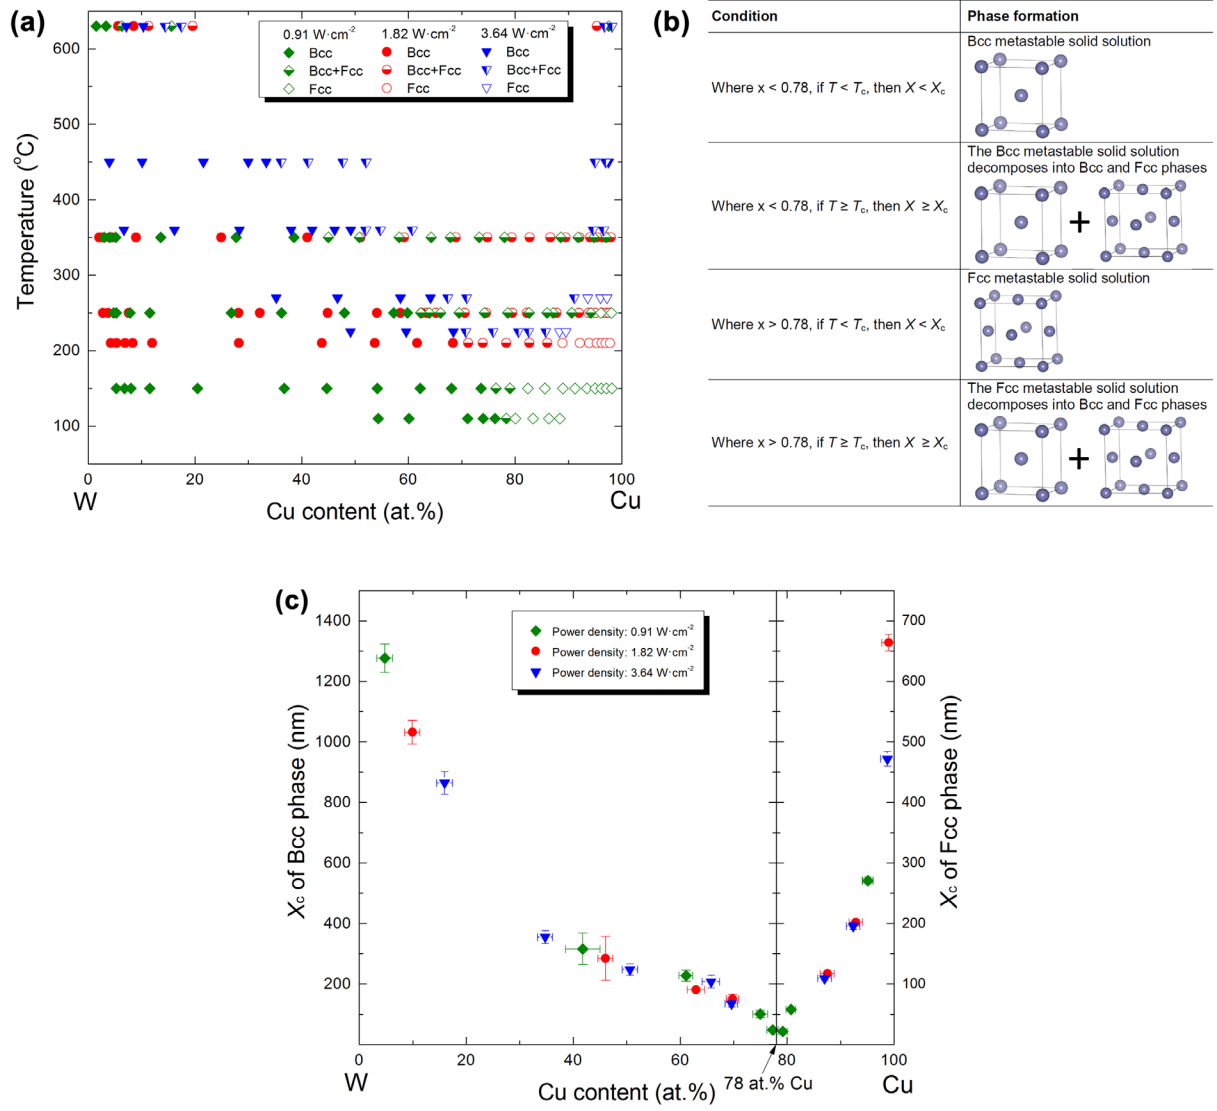 (a)
650
550
450
350
250
150
100
Temperature (°C)
0.91 W·cm⁻² 1.82 W·cm⁻² 3.64 W·cm⁻²
Bcc Bcc Bcc
Bcc+Fcc Bcc+Fcc Bcc+Fcc
Fcc Fcc Fcc
0 20 40 60 80 100
W Cu
Cu content (at.%)
(b)
Condition Phase formation
Where x < 0.78, if T < Tc, then X < Xc
Bcc metastable solid solution
Where x < 0.78, if T ≥ Tc, then X ≥ Xc
The Bcc metastable solid solution
decomposes into Bcc and Fcc phases
+
Where x > 0.78, if T < Tc, then X < Xc
Fcc metastable solid solution
Where x > 0.78, if T ≥ Tc, then X ≥ Xc
The Fcc metastable solid solution
decomposes into Bcc and Fcc phases
+
(c)
1400
1200
1000
800
600
400
200
Xc of Bcc phase (nm)
Power density: 0.91 W·cm⁻²
Power density: 1.82 W·cm⁻²
Power density: 3.64 W·cm⁻²
700
600
500
400
300
200
100
Xc of Fcc phase (nm)
0 20 40 60 80 100
W Cu
78 at.% Cu
Cu content (at.%)